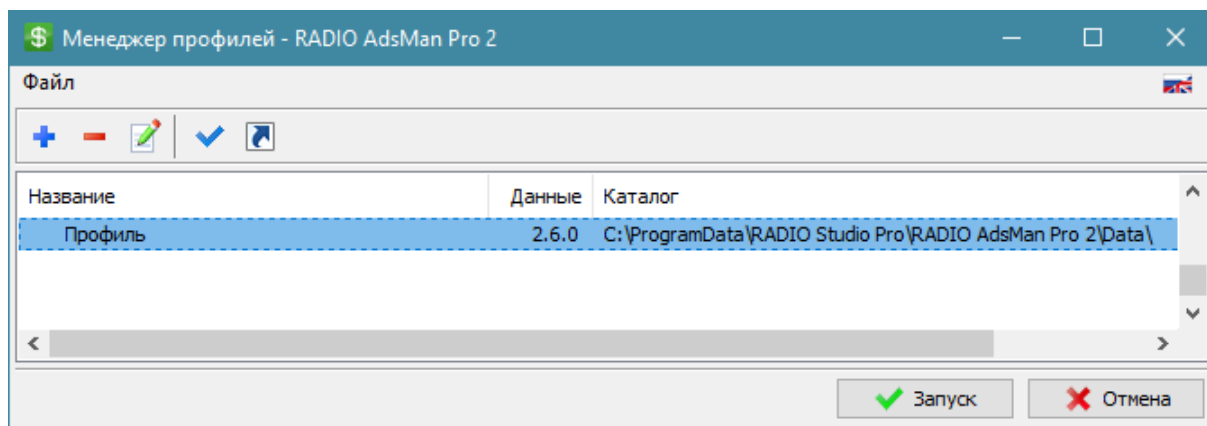 Менеджер профилей - RADIO AdsMan Pro 2
Файл
Название Данные Каталог
Профиль 2.6.0 C:\ProgramData\RADIO Studio Pro\RADIO AdsMan Pro 2\Data\
Запуск Отмена